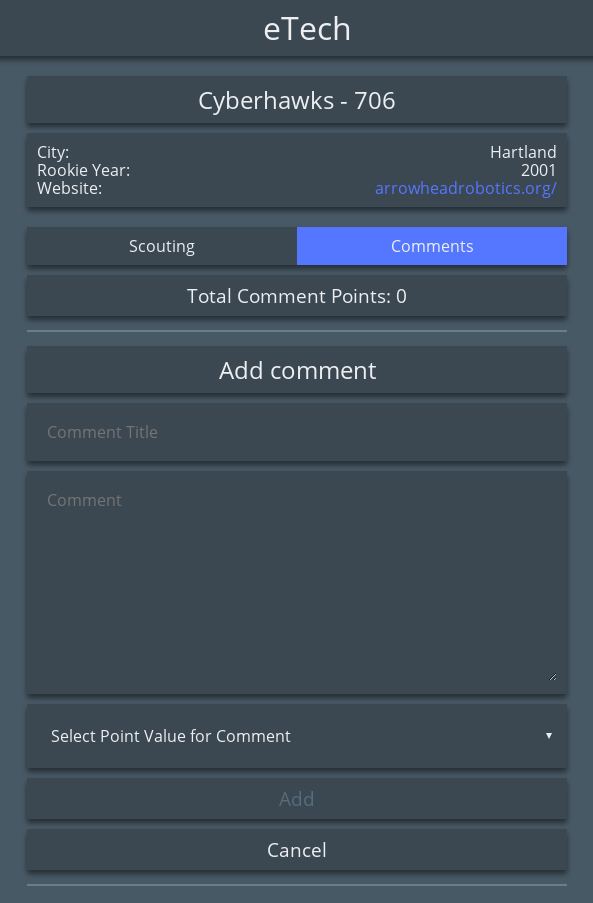 eTech
Cyberhawks - 706
City: Hartland
Rookie Year: 2001
Website: arrowheadrobotics.org/
Scouting Comments
Total Comment Points: 0
Add comment
Comment Title
Comment
Select Point Value for Comment
Add
Cancel